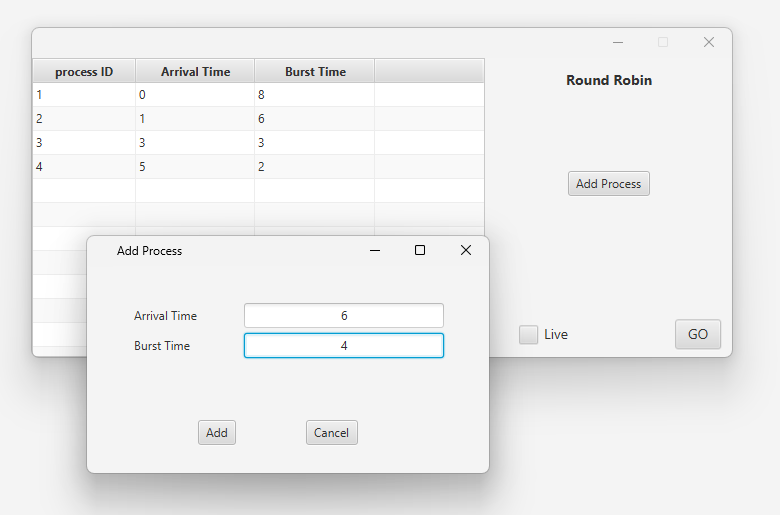 process ID Arrival Time Burst Time
1 0 8
2 1 6
3 3 3
4 5 2
Round Robin
Add Process
Live
GO
Add Process
Arrival Time 6
Burst Time 4
Add Cancel